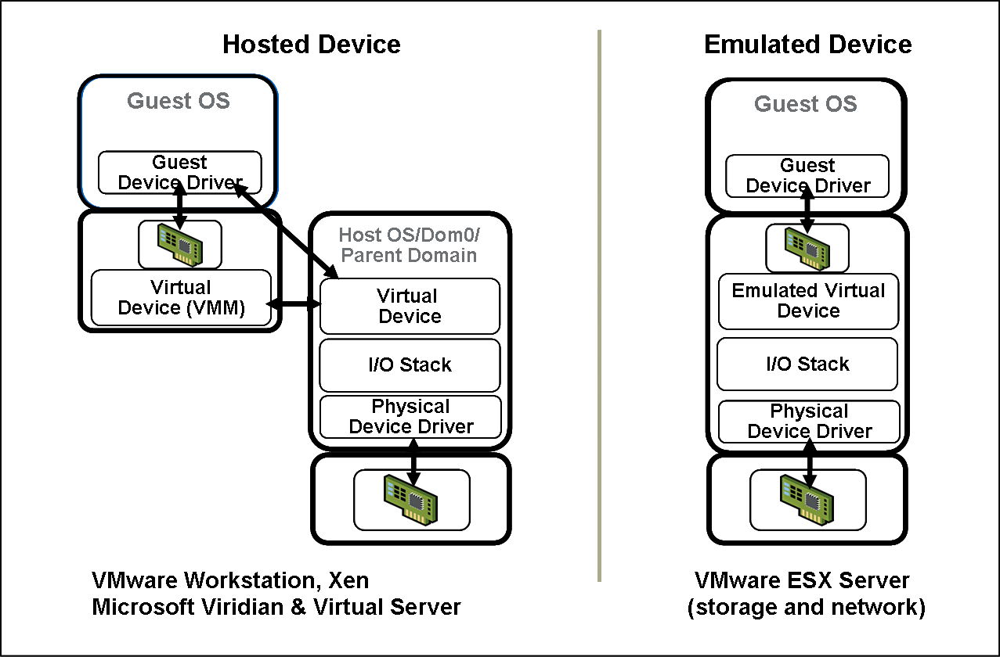 Hosted Device
Guest OS
Guest
Device Driver
Virtual
Device (VMM)
Host OS/Dom0/
Parent Domain
Virtual
Device
I/O Stack
Physical
Device Driver
VMware Workstation, Xen
Microsoft Viridian & Virtual Server
Emulated Device
Guest OS
Guest
Device Driver
Emulated Virtual
Device
I/O Stack
Physical
Device Driver
VMware ESX Server
(storage and network)